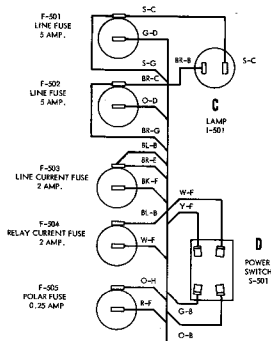 F-501
LINE FUSE
5 AMP.
S-C
G-D
S-G
BR-B
S-C
C
LAMP
I-501
F-502
LINE FUSE
5 AMP.
BR-C
O-D
BR-G
BL-B
F-503
LINE CURRENT FUSE
2 AMP.
BR-E
BK-F
BL-B
F-504
RELAY CURRENT FUSE
2 AMP.
W-F
W-F
Y-F
D
POWER
SWITCH
S-501
F-505
POLAR FUSE
0.25 AMP
O-H
R-F
G-B
O-B